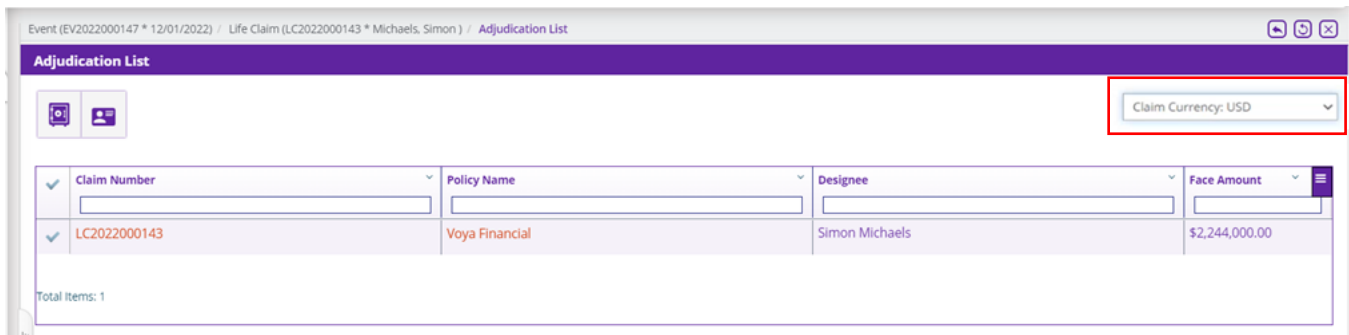 Event (EV2022000147 * 12/01/2022) / Life Claim (LC2022000143 * Michaels, Simon ) / Adjudication List
Adjudication List
Claim Currency: USD
Claim Number Policy Name Designee Face Amount
LC2022000143 Voya Financial Simon Michaels $2,244,000.00
Total Items: 1